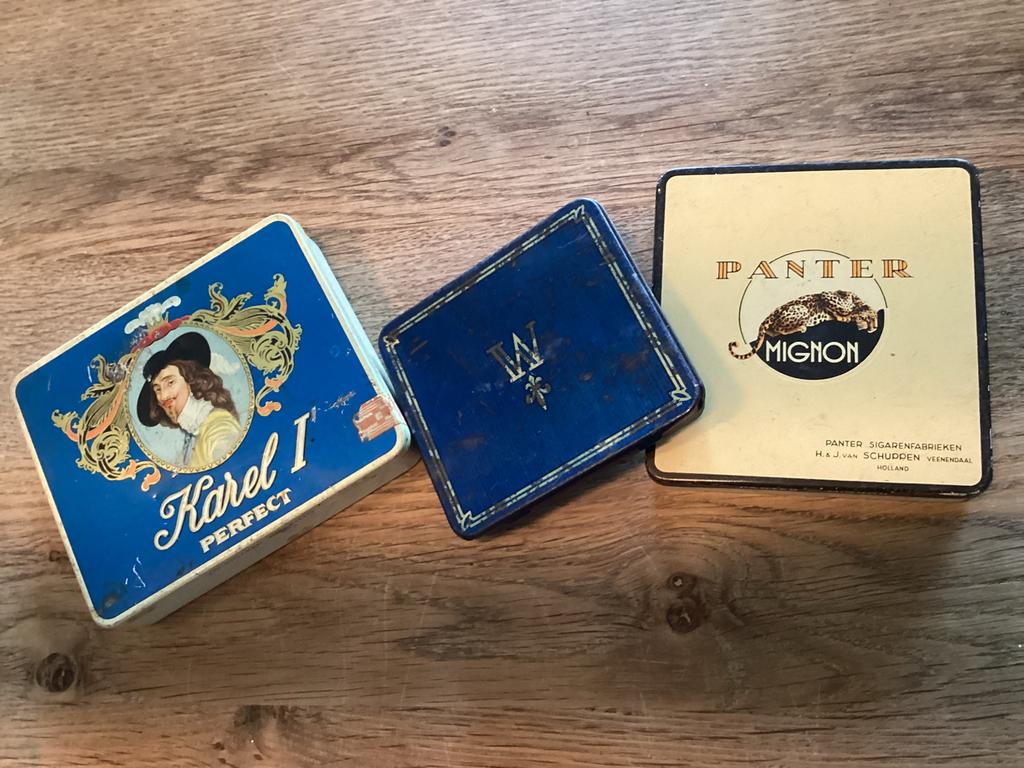 Karel I
PERFECT
W
PANTER
MIGNON
PANTER SIGARENFABRIEKEN
H. & J. VAN SCHUPPEN VEENENDAAL
HOLLAND